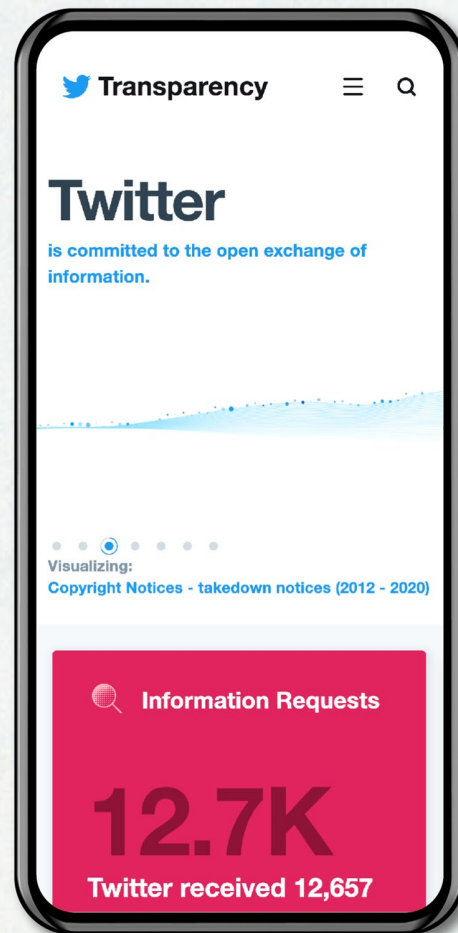 Transparency
Twitter
is committed to the open exchange of
information.
Visualizing:
Copyright Notices - takedown notices (2012 - 2020)
Information Requests
12.7K
Twitter received 12,657